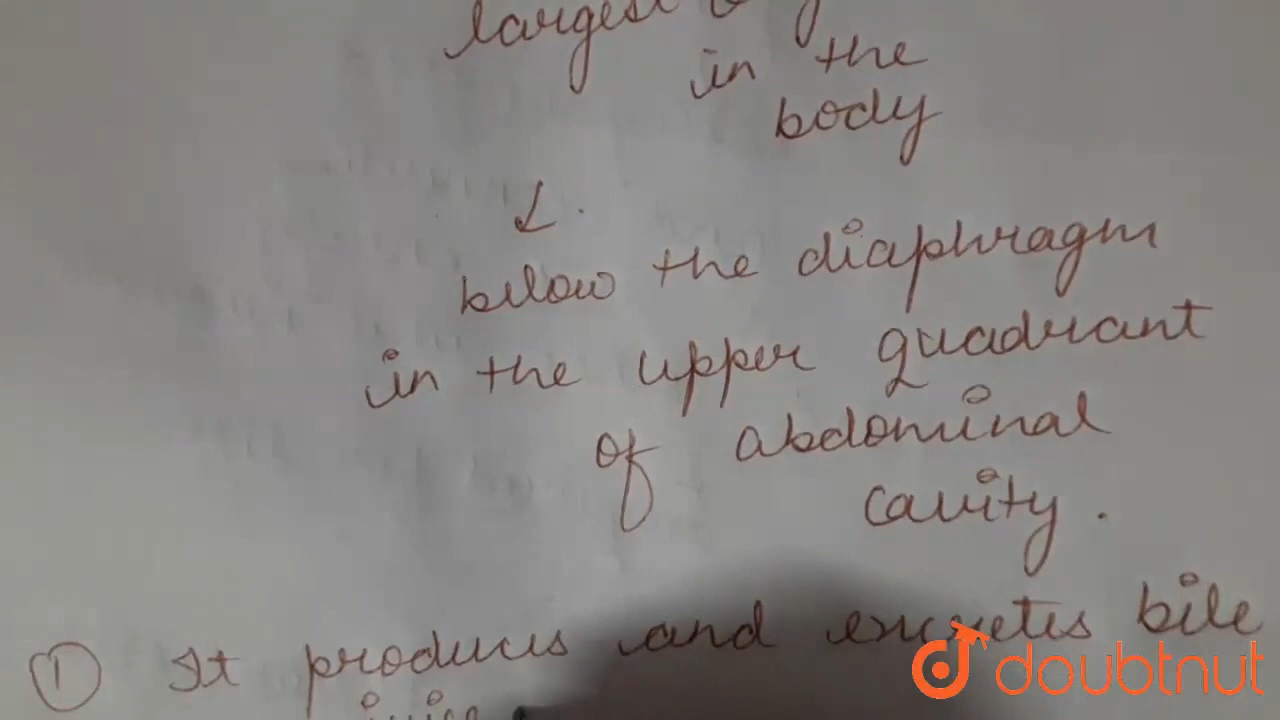 largest
in the
body
below the diaphragm
in the upper quadrant
of abdominal
cavity.
① It produces and excretes bile
doubtnut